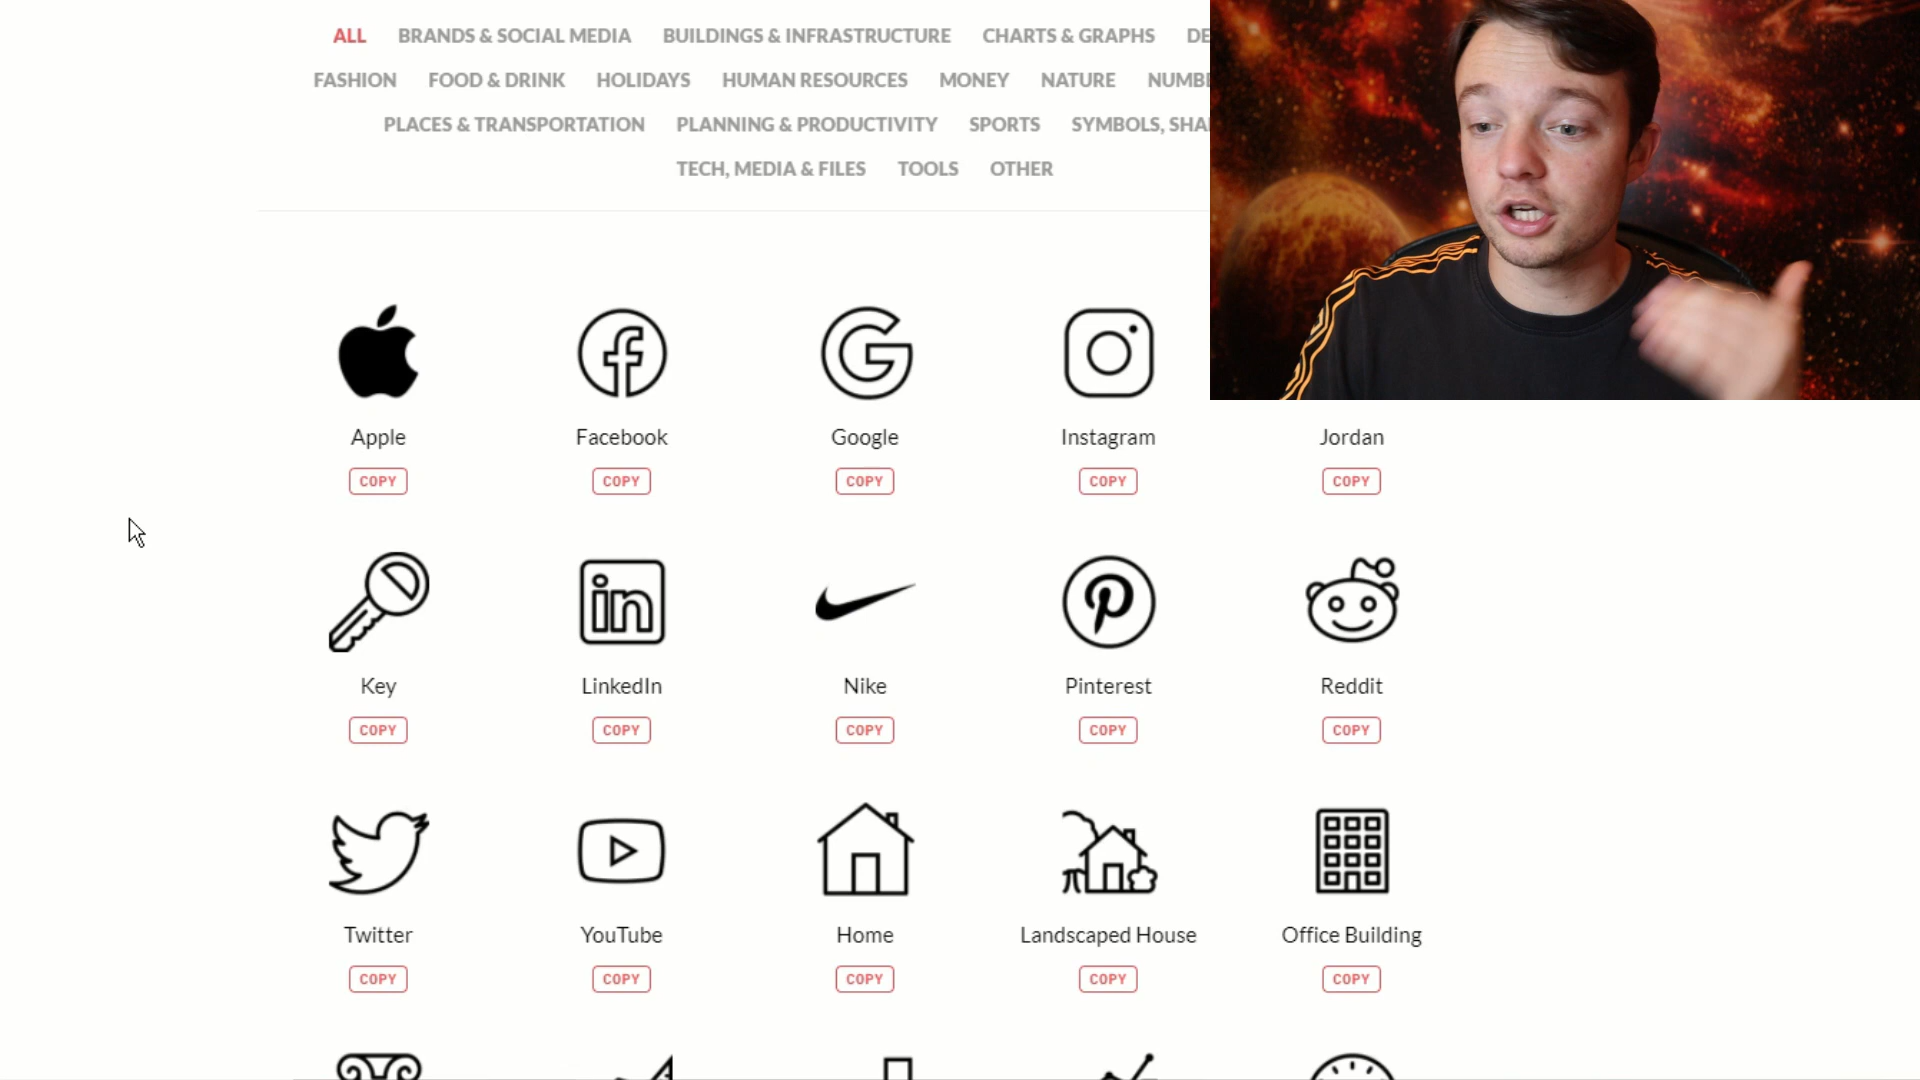 ALL BRANDS & SOCIAL MEDIA BUILDINGS & INFRASTRUCTURE CHARTS & GRAPHS
FASHION FOOD & DRINK HOLIDAYS HUMAN RESOURCES MONEY NATURE
PLACES & TRANSPORTATION PLANNING & PRODUCTIVITY SPORTS SYMBOLS,
TECH, MEDIA & FILES TOOLS OTHER
Apple Facebook Google Instagram Jordan
COPY COPY COPY COPY COPY
in
Key LinkedIn Nike Pinterest Reddit
COPY COPY COPY COPY COPY
Twitter YouTube Home Landscaped House Office Building
COPY COPY COPY COPY COPY